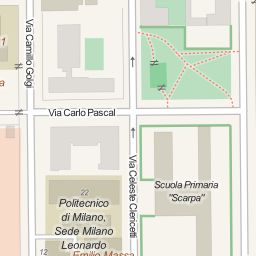 Via Camillo Golgi
Via Carlo Pascal
Via Celeste Clericetti
22
Politecnico
di Milano,
Sede Milano
Leonardo
Emilio Massa
Scuola Primaria
"Scarpa"